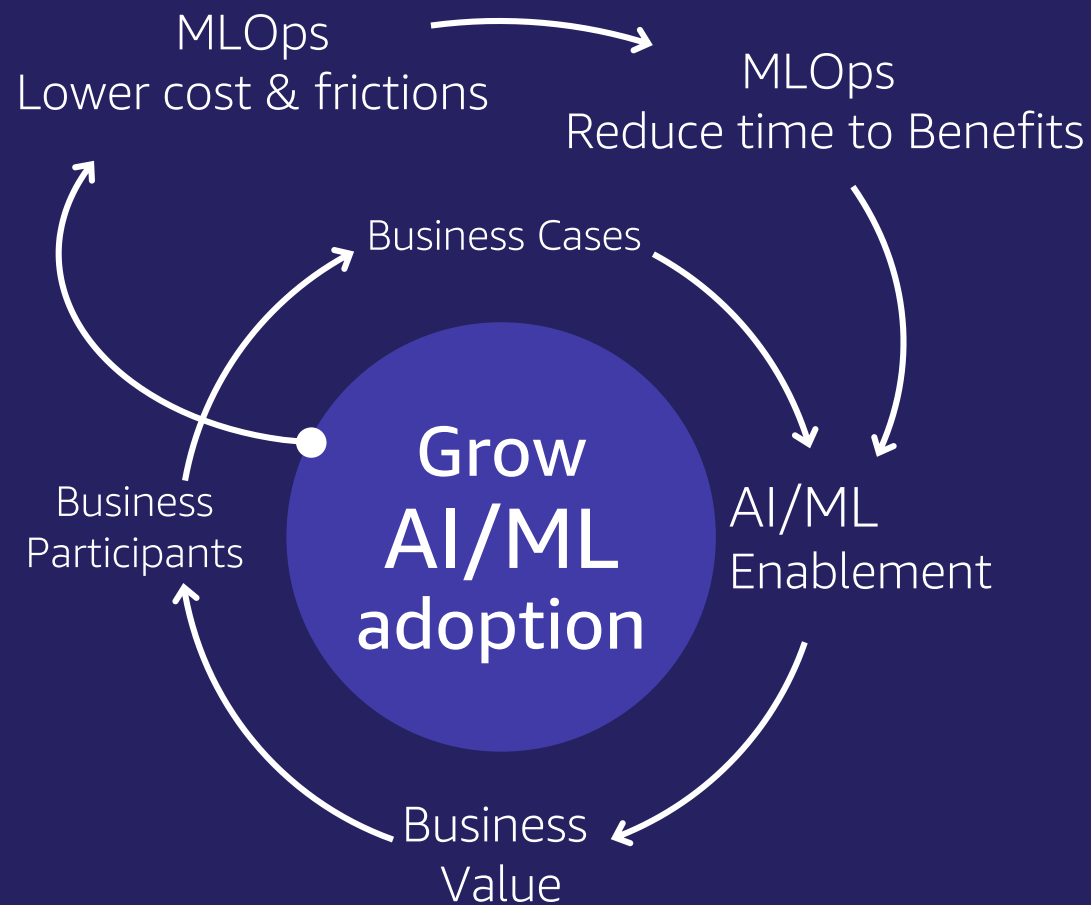 MLOps
Lower cost & frictions
MLOps
Reduce time to Benefits
Business Cases
Grow
AI/ML
adoption
Business
Participants
AI/ML
Enablement
Business
Value